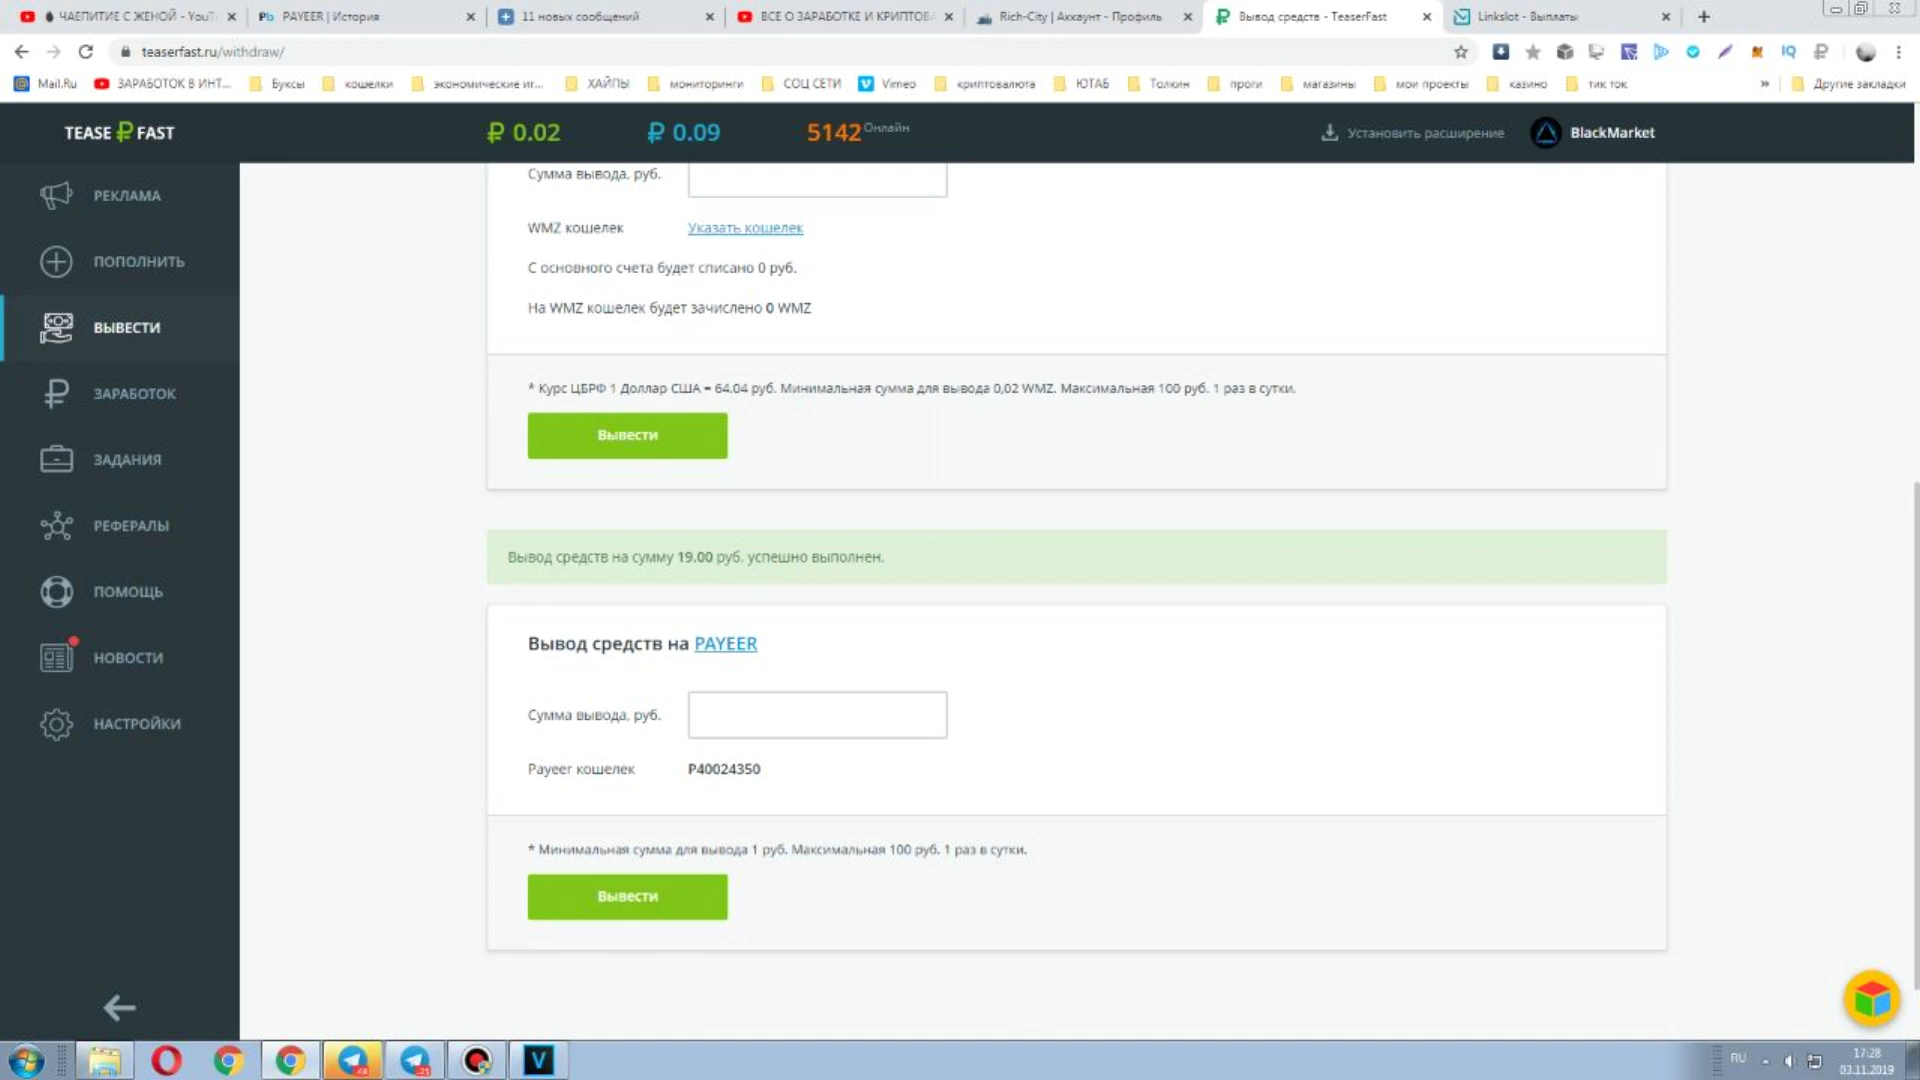 ЧАЕПИТИЕ С ЖЕНОЙ - YouT
PAYEER | История
11 новых сообщений
ВСЕ О ЗАРАБОТКЕ И КРИПТОВ
Rich-City | Аккаунт - Профиль
Вывод средств - TeaserFast
Linkslot - Выплаты
teaserfast.ru/withdraw/
Mail.Ru
ЗАРАБОТОК В ИНТ...
Буксы
кошелки
экономические иг...
ХАЙПЫ
мониторинги
СОЦ СЕТИ
Vimeo
криптовалюта
ЮТАБ
Толкин
проги
магазины
мои проекты
казино
тик ток
»
Другие закладки
TEASE ₽ FAST
₽ 0.02
₽ 0.09
5142 Онлайн
Установить расширение
BlackMarket
РЕКЛАМА
ПОПОЛНИТЬ
ВЫВЕСТИ
ЗАРАБОТОК
ЗАДАНИЯ
РЕФЕРАЛЫ
ПОМОЩЬ
НОВОСТИ
НАСТРОЙКИ
Сумма вывода, руб.
WMZ кошелек Указать кошелек
С основного счета будет списано 0 руб.
На WMZ кошелек будет зачислено 0 WMZ
* Курс ЦБРФ 1 Доллар США = 64.04 руб. Минимальная сумма для вывода 0,02 WMZ. Максимальная 100 руб. 1 раз в сутки.
Вывести
Вывод средств на сумму 19.00 руб. успешно выполнен.
Вывод средств на PAYEER
Сумма вывода, руб.
Payeer кошелек P40024350
* Минимальная сумма для вывода 1 руб. Максимальная 100 руб. 1 раз в сутки.
Вывести
RU
17:28
03.11.2019